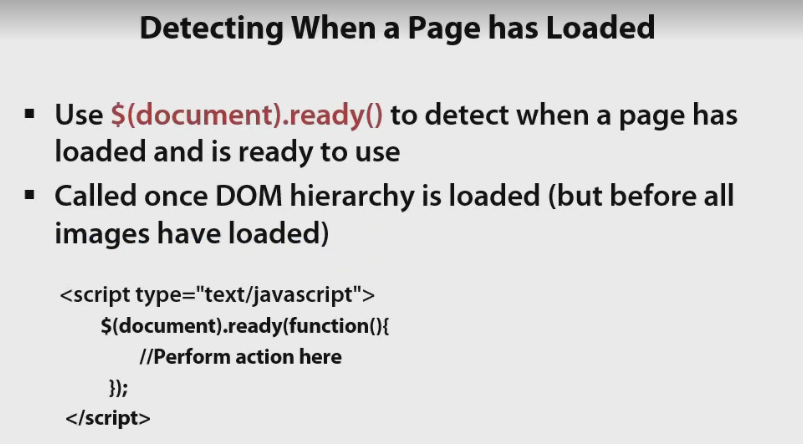 Detecting When a Page has Loaded
▪ Use $(document).ready() to detect when a page has
loaded and is ready to use
▪ Called once DOM hierarchy is loaded (but before all
images have loaded)
<script type="text/javascript">
$(document).ready(function(){
//Perform action here
});
</script>